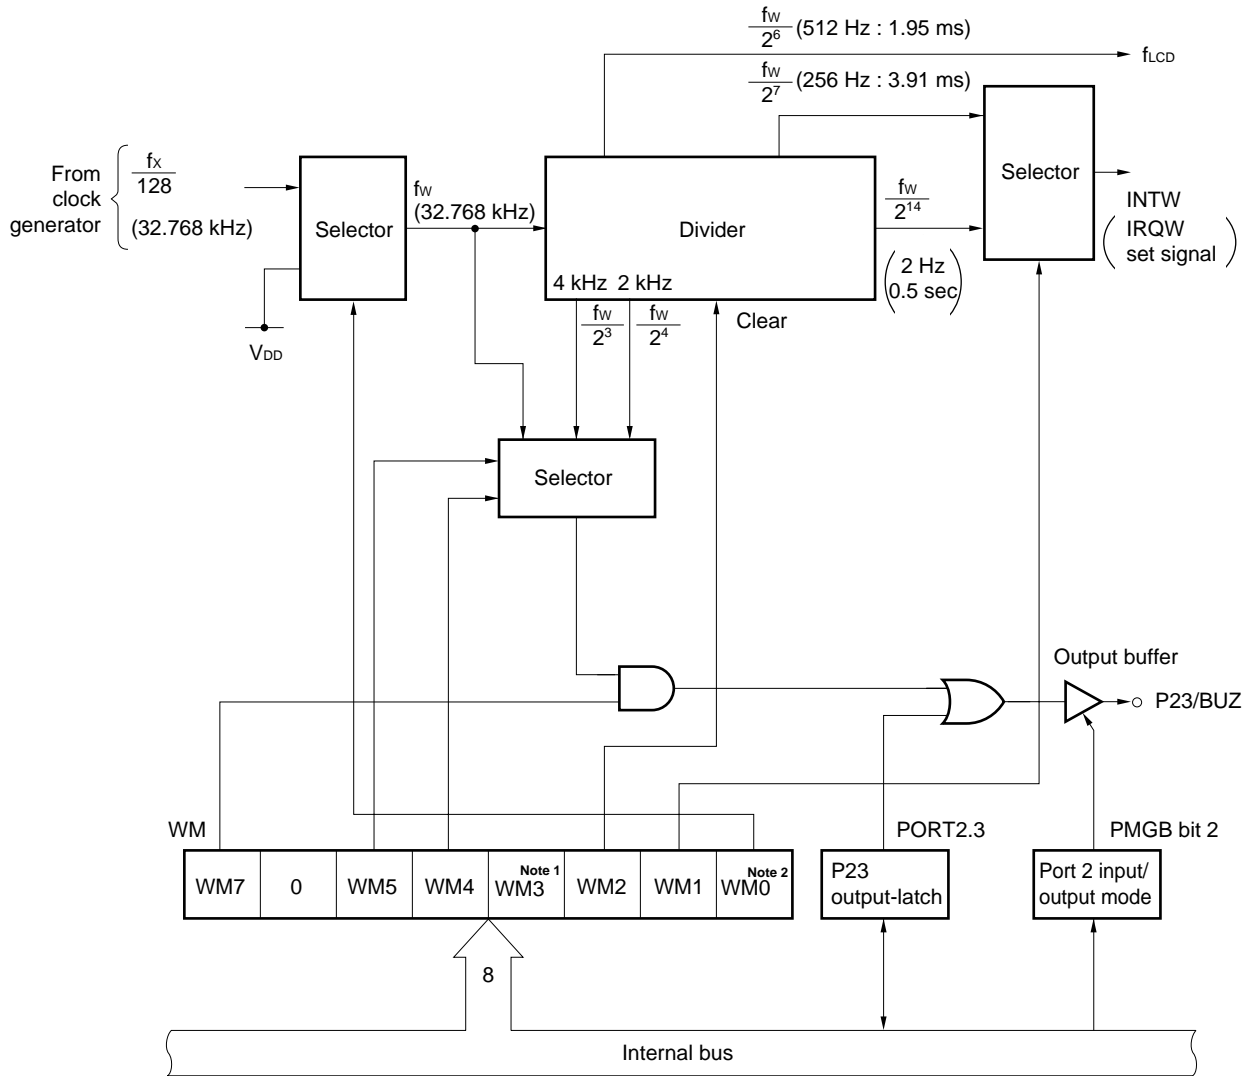 fW
2^6 (512 Hz : 1.95 ms)
fLCD
fW
2^7 (256 Hz : 3.91 ms)
From
clock
generator
fX
128
(32.768 kHz)
Selector
fW
(32.768 kHz)
Divider
4 kHz 2 kHz
fW
2^14
2 Hz
0.5 sec
Selector
INTW
IRQW
set signal
VDD
fW
2^3
fW
2^4
Clear
Selector
Output buffer
P23/BUZ
WM
PORT2.3
PMGB bit 2
WM7
0
WM5
WM4
WM3 Note 1
WM2
WM1
WM0 Note 2
P23
output-latch
Port 2 input/
output mode
8
Internal bus